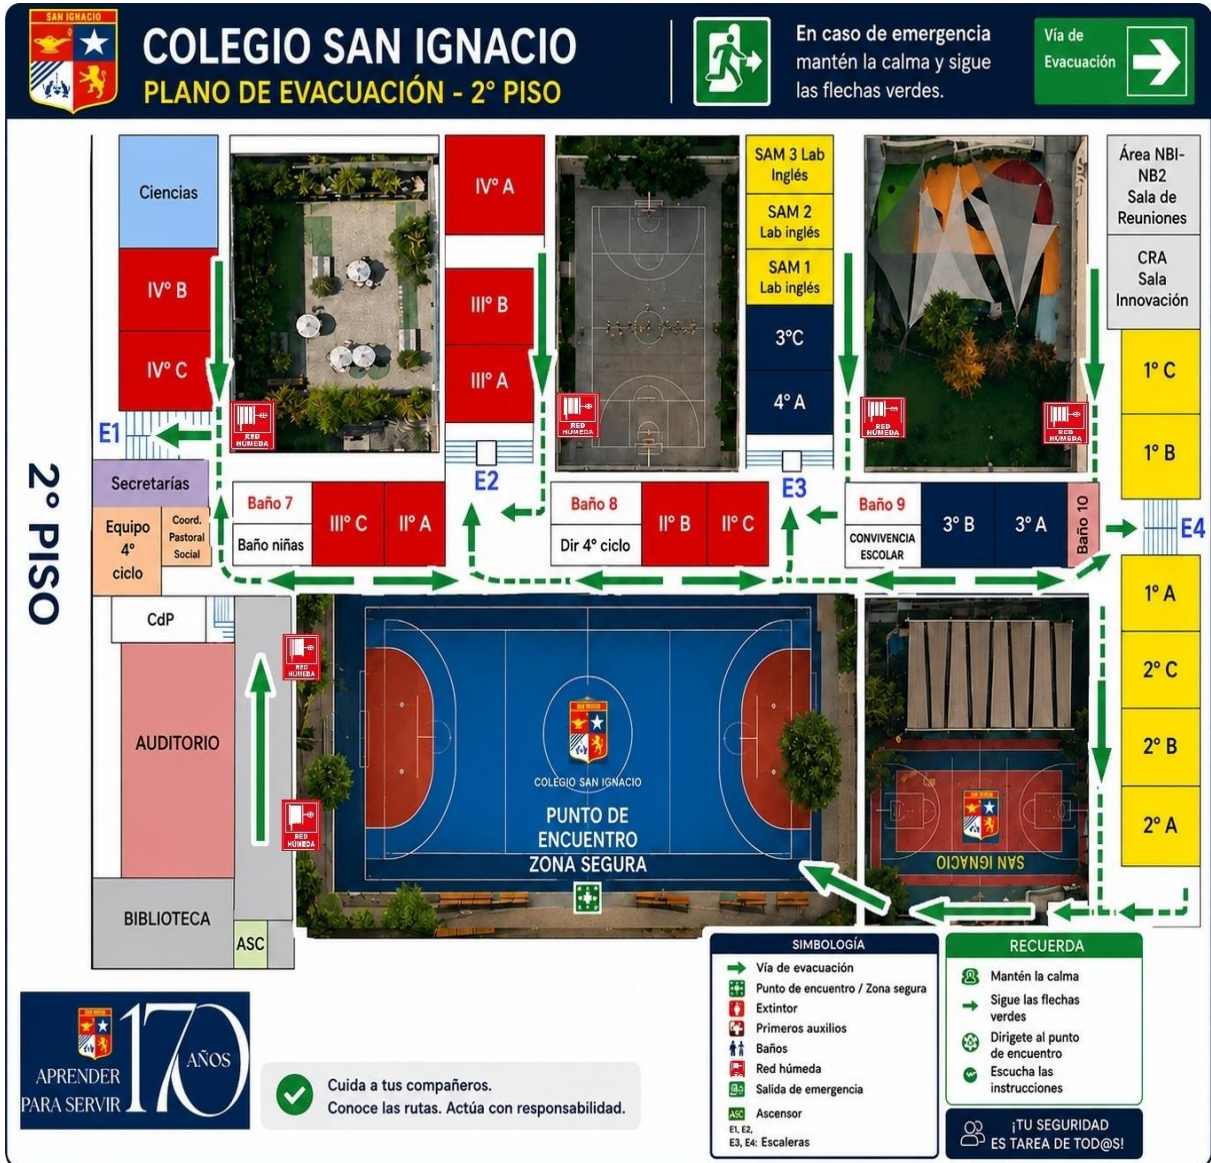 SAN IGNACIO
COLEGIO SAN IGNACIO
PLANO DE EVACUACIÓN - 2° PISO
En caso de emergencia
mantén la calma y sigue
las flechas verdes.
Vía de
Evacuación
Ciencias
IV° B
IV° C
E1
Secretarías
Equipo
4°
ciclo
Coord.
Pastoral
Social
2° PISO
RED
HÚMEDA
IV° A
III° B
III° A
E2
RED
HÚMEDA
SAM 3 Lab
Inglés
SAM 2
Lab inglés
SAM 1
Lab inglés
3°C
4° A
E3
RED
HÚMEDA
RED
HÚMEDA
Área NBI-
NB2
Sala de
Reuniones
CRA
Sala
Innovación
1° C
1° B
E4
1° A
2° C
2° B
2° A
Baño 7
Baño niñas
III° C
II° A
Baño 8
Dir 4° ciclo
II° B
II° C
Baño 9
CONVIVENCIA
ESCOLAR
3° B
3° A
Baño 10
CdP
AUDITORIO
BIBLIOTECA
ASC
RED
HÚMEDA
RED
HÚMEDA
COLEGIO SAN IGNACIO
PUNTO DE
ENCUENTRO
ZONA SEGURA
SAN IGNACIO
SIMBOLOGÍA
Vía de evacuación
Punto de encuentro / Zona segura
Extintor
Primeros auxilios
Baños
Red húmeda
Salida de emergencia
ASC Ascensor
E1, E2,
E3, E4: Escaleras
RECUERDA
Mantén la calma
Sigue las flechas
verdes
Dirigete al punto
de encuentro
Escucha las
instrucciones
¡TU SEGURIDAD
ES TAREA DE TOD@S!
APRENDER
PARA SERVIR
170
AÑOS
Cuida a tus compañeros.
Conoce las rutas. Actúa con responsabilidad.